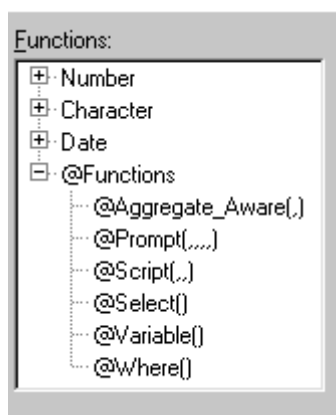 Functions:
Number
Character
Date
@Functions
@Aggregate_Aware(,)
@Prompt(,,,,)
@Script(,,)
@Select()
@Variable()
@Where()